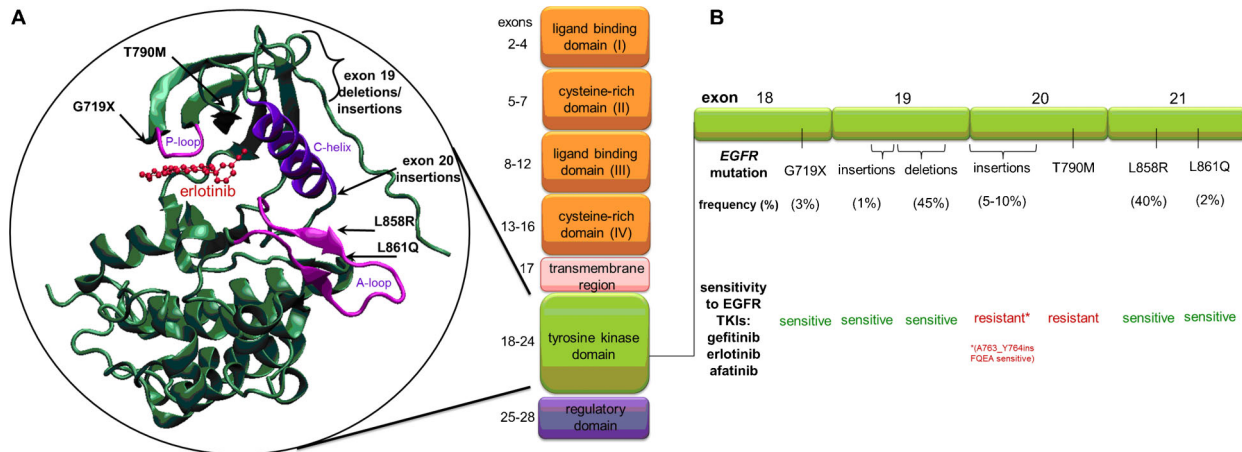 A
T790M
exon 19
deletions/
insertions
G719X
P-loop
C-helix
erlotinib
exon 20
insertions
L858R
L861Q
A-loop
exons
2-4
ligand binding
domain (I)
5-7
cysteine-rich
domain (II)
8-12
ligand binding
domain (III)
13-16
cysteine-rich
domain (IV)
17
transmembrane
region
18-24
tyrosine kinase
domain
25-28
regulatory
domain
B
exon 18 19 20 21
EGFR
mutation
G719X insertions deletions insertions T790M L858R L861Q
frequency (%) (3%) (1%) (45%) (5-10%) (40%) (2%)
sensitivity
to EGFR
TKIs:
gefitinib
erlotinib
afatinib
sensitive sensitive sensitive resistant* resistant sensitive sensitive
*(A763_Y764ins
FQEA sensitive)